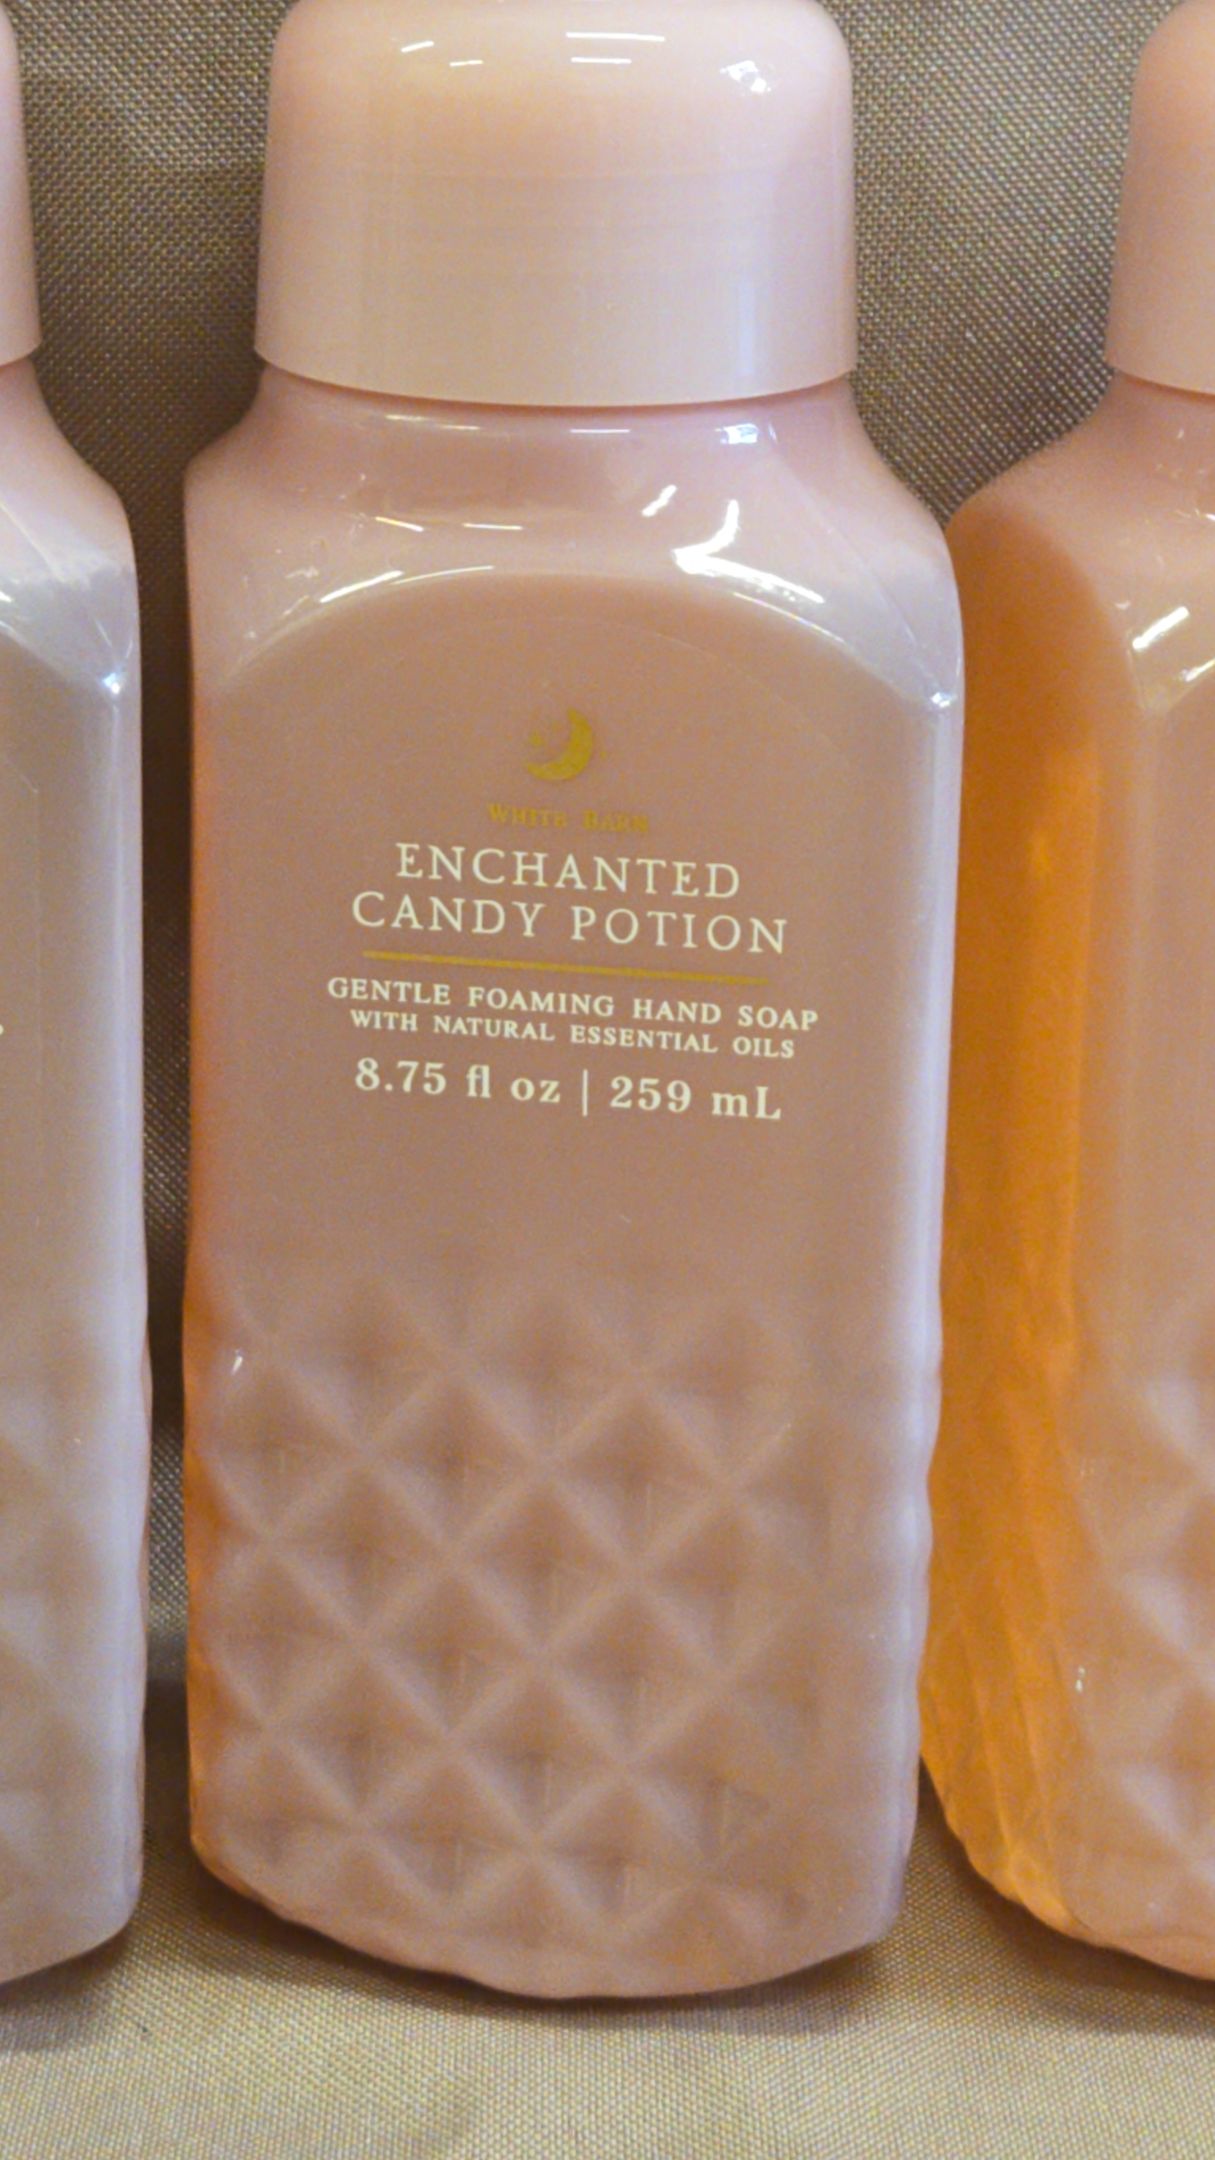 WHITE BARN
ENCHANTED
CANDY POTION
GENTLE FOAMING HAND SOAP
WITH NATURAL ESSENTIAL OILS
8.75 fl oz | 259 mL